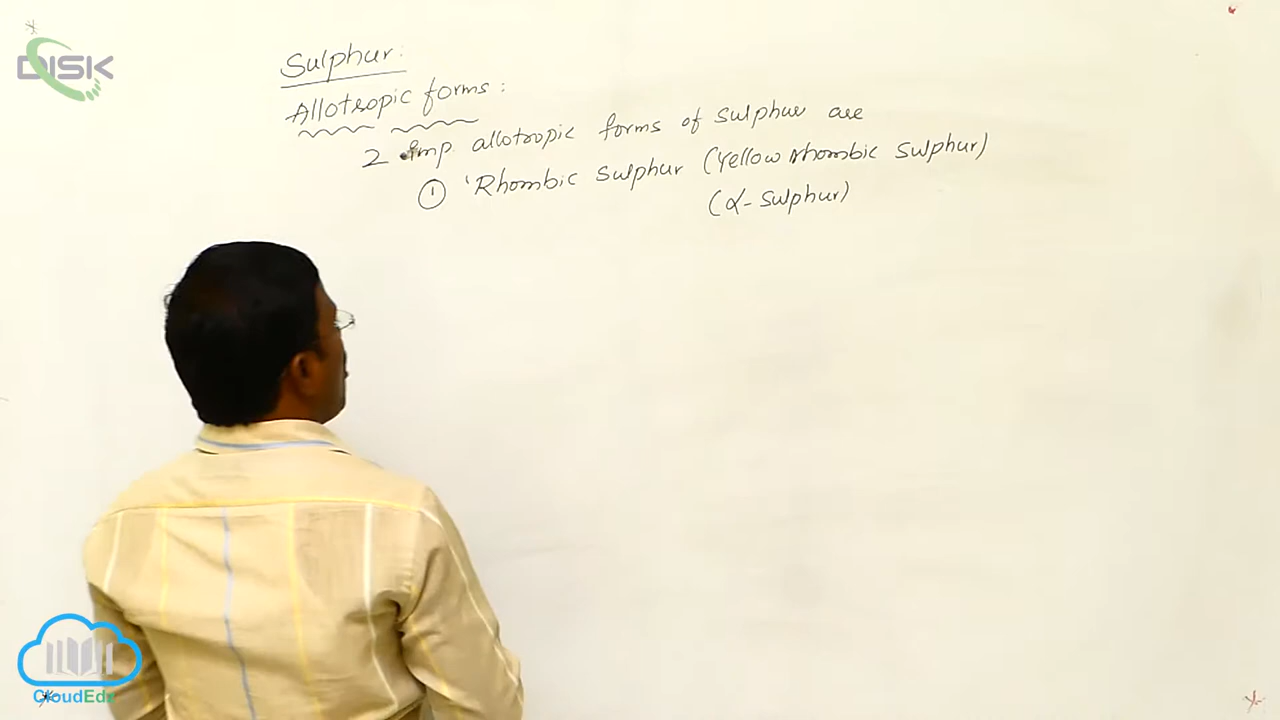 DISK
Sulphur:
Allotropic forms:
2 Imp. allotropic forms of sulphur are
① Rhombic sulphur (Yellow rhombic sulphur)
(α- sulphur)
CloudEdu